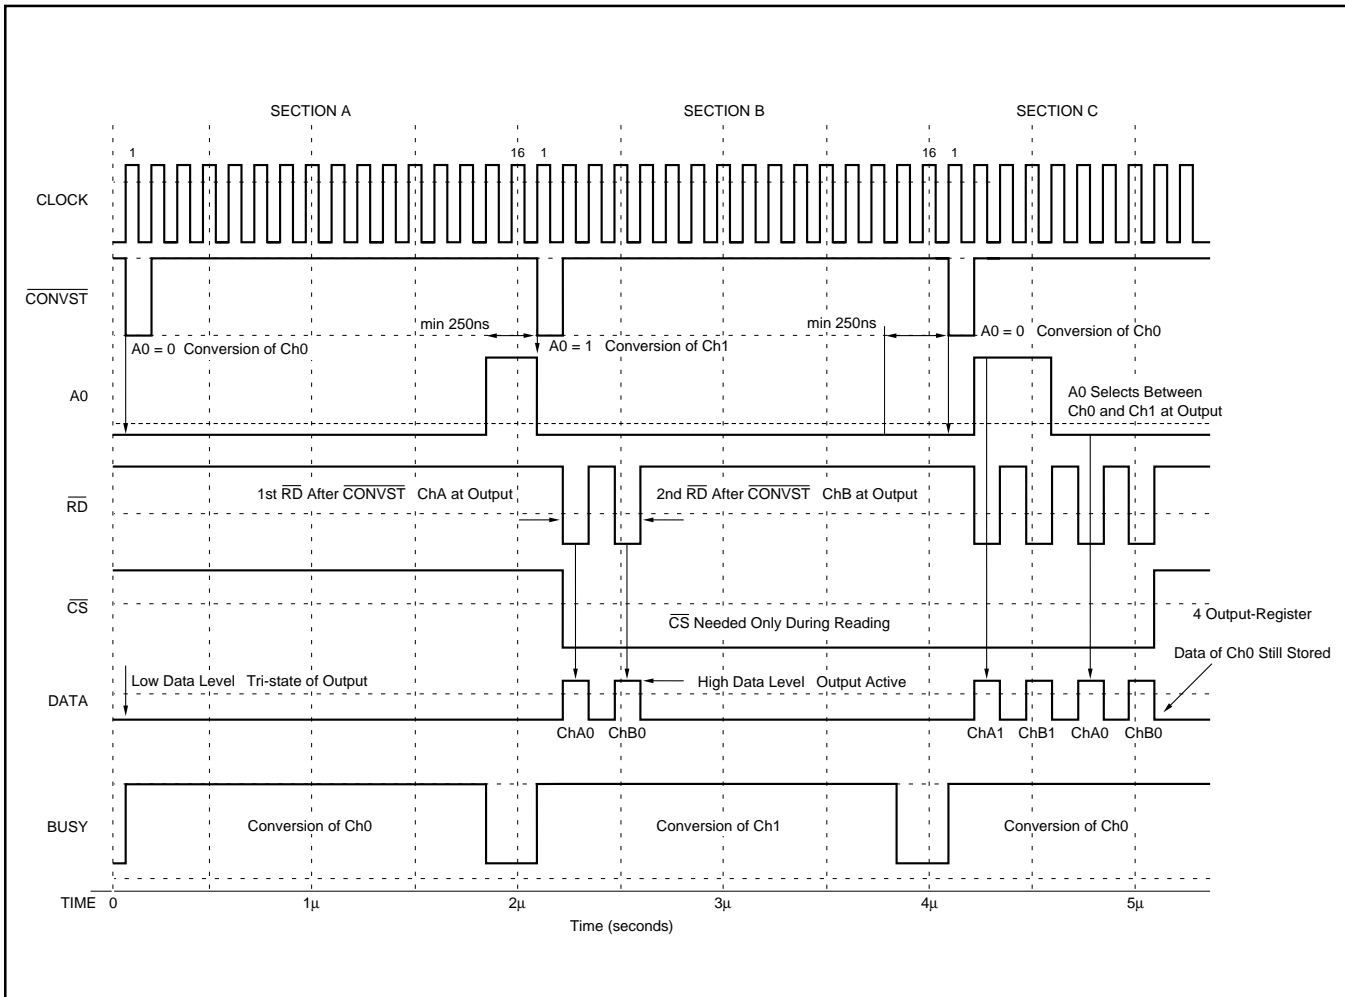 SECTION A
SECTION B
SECTION C
1
16
1
16
1
CLOCK
CONVST
min 250ns
min 250ns
A0 = 0 Conversion of Ch0
A0 = 1 Conversion of Ch1
A0 = 0 Conversion of Ch0
A0
A0 Selects Between
Ch0 and Ch1 at Output
RD
1st RD After CONVST ChA at Output
2nd RD After CONVST ChB at Output
CS
CS Needed Only During Reading
4 Output-Register
Data of Ch0 Still Stored
DATA
Low Data Level Tri-state of Output
High Data Level Output Active
ChA0
ChB0
ChA1
ChB1
ChA0
ChB0
BUSY
Conversion of Ch0
Conversion of Ch1
Conversion of Ch0
TIME
0
1μ
2μ
3μ
4μ
5μ
Time (seconds)